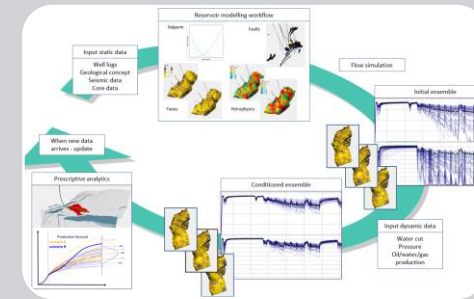 Reservoir modelling workflow
Relperm
Faults
Facies
Petrophysics
Input static data
Well logs
Geological concept
Seismic data
Core data
Flow simulation
Initial ensemble
When new data
arrives - update
Prescriptive analytics
Production forecast
Conditioned ensemble
Input dynamic data
Water cut
Pressure
Oil/water/gas
production